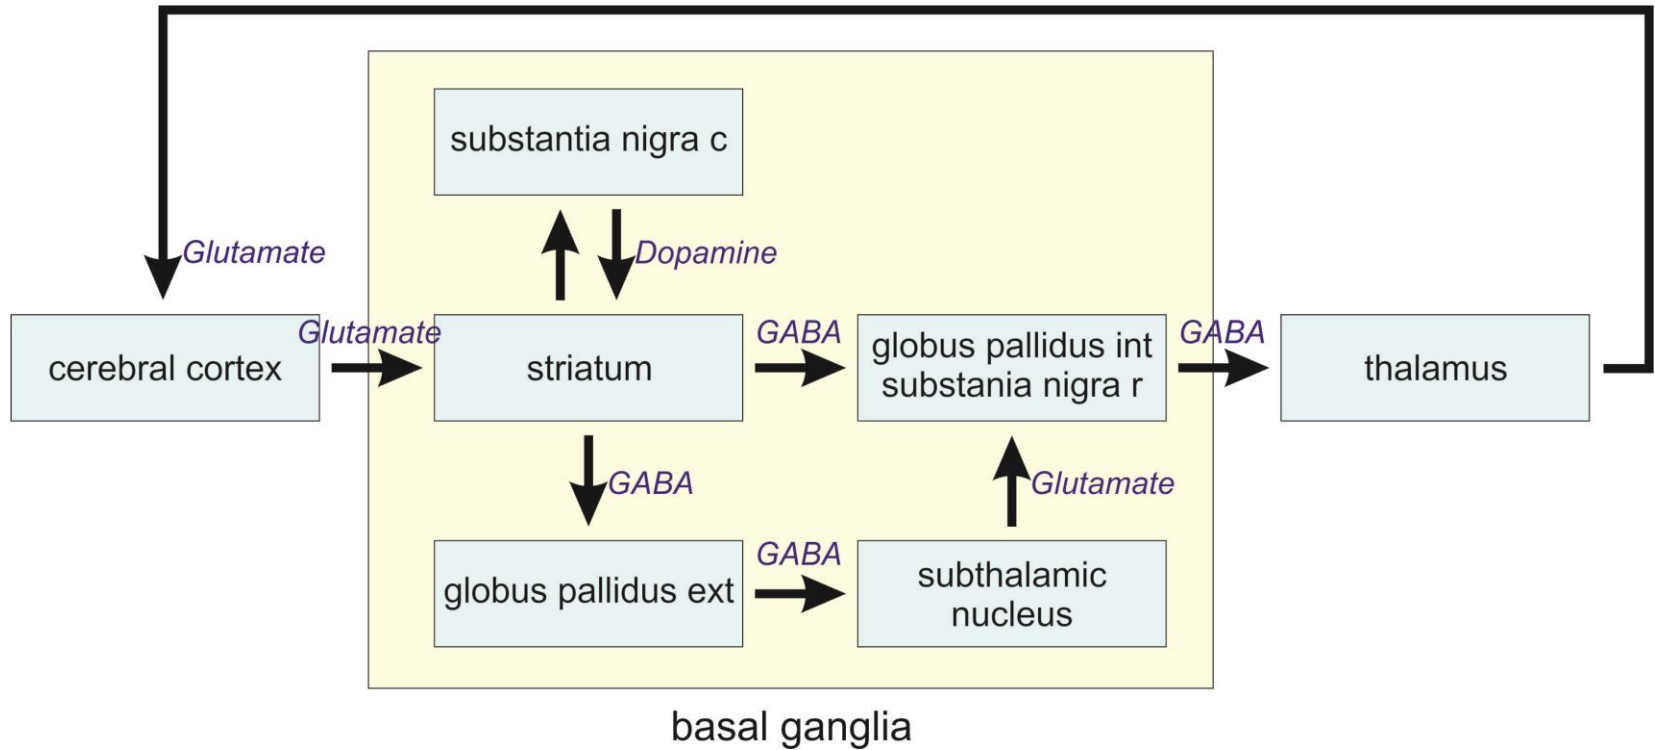 substantia nigra c
Glutamate
Dopamine
cerebral cortex
Glutamate
striatum
GABA
globus pallidus int
substania nigra r
GABA
thalamus
GABA
Glutamate
globus pallidus ext
GABA
subthalamic
nucleus
basal ganglia